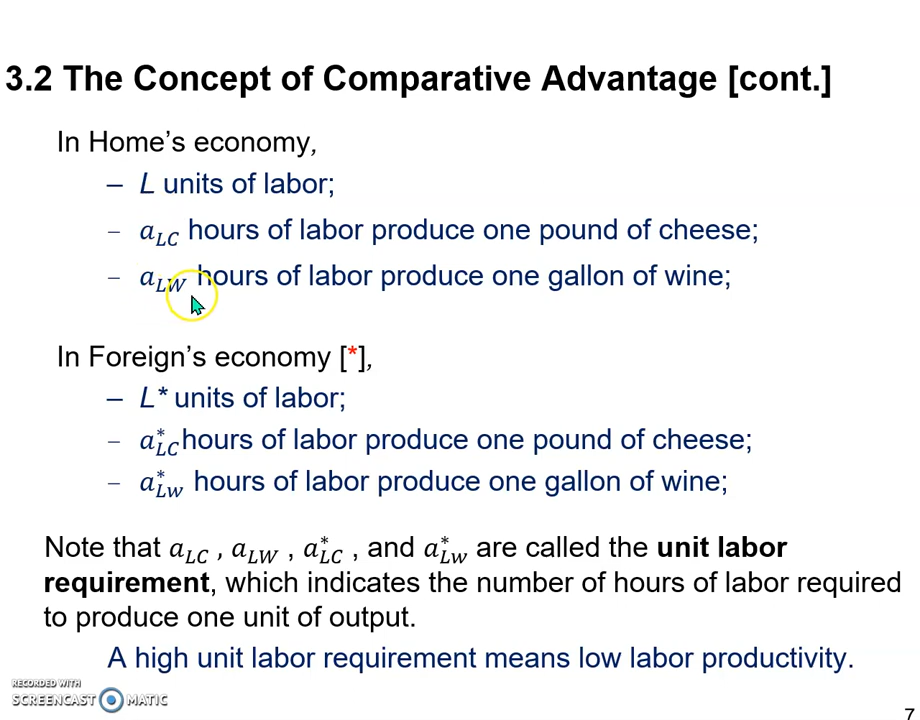 3.2 The Concept of Comparative Advantage [cont.]
In Home’s economy,
– L units of labor;
– a_LC hours of labor produce one pound of cheese;
– a_LW hours of labor produce one gallon of wine;
In Foreign’s economy [*],
– L* units of labor;
– a*_LC hours of labor produce one pound of cheese;
– a*_Lw hours of labor produce one gallon of wine;
Note that a_LC , a_LW , a*_LC , and a*_Lw are called the unit labor
requirement, which indicates the number of hours of labor required
to produce one unit of output.
A high unit labor requirement means low labor productivity.
RECORDED WITH
SCREENCAST MATIC
7